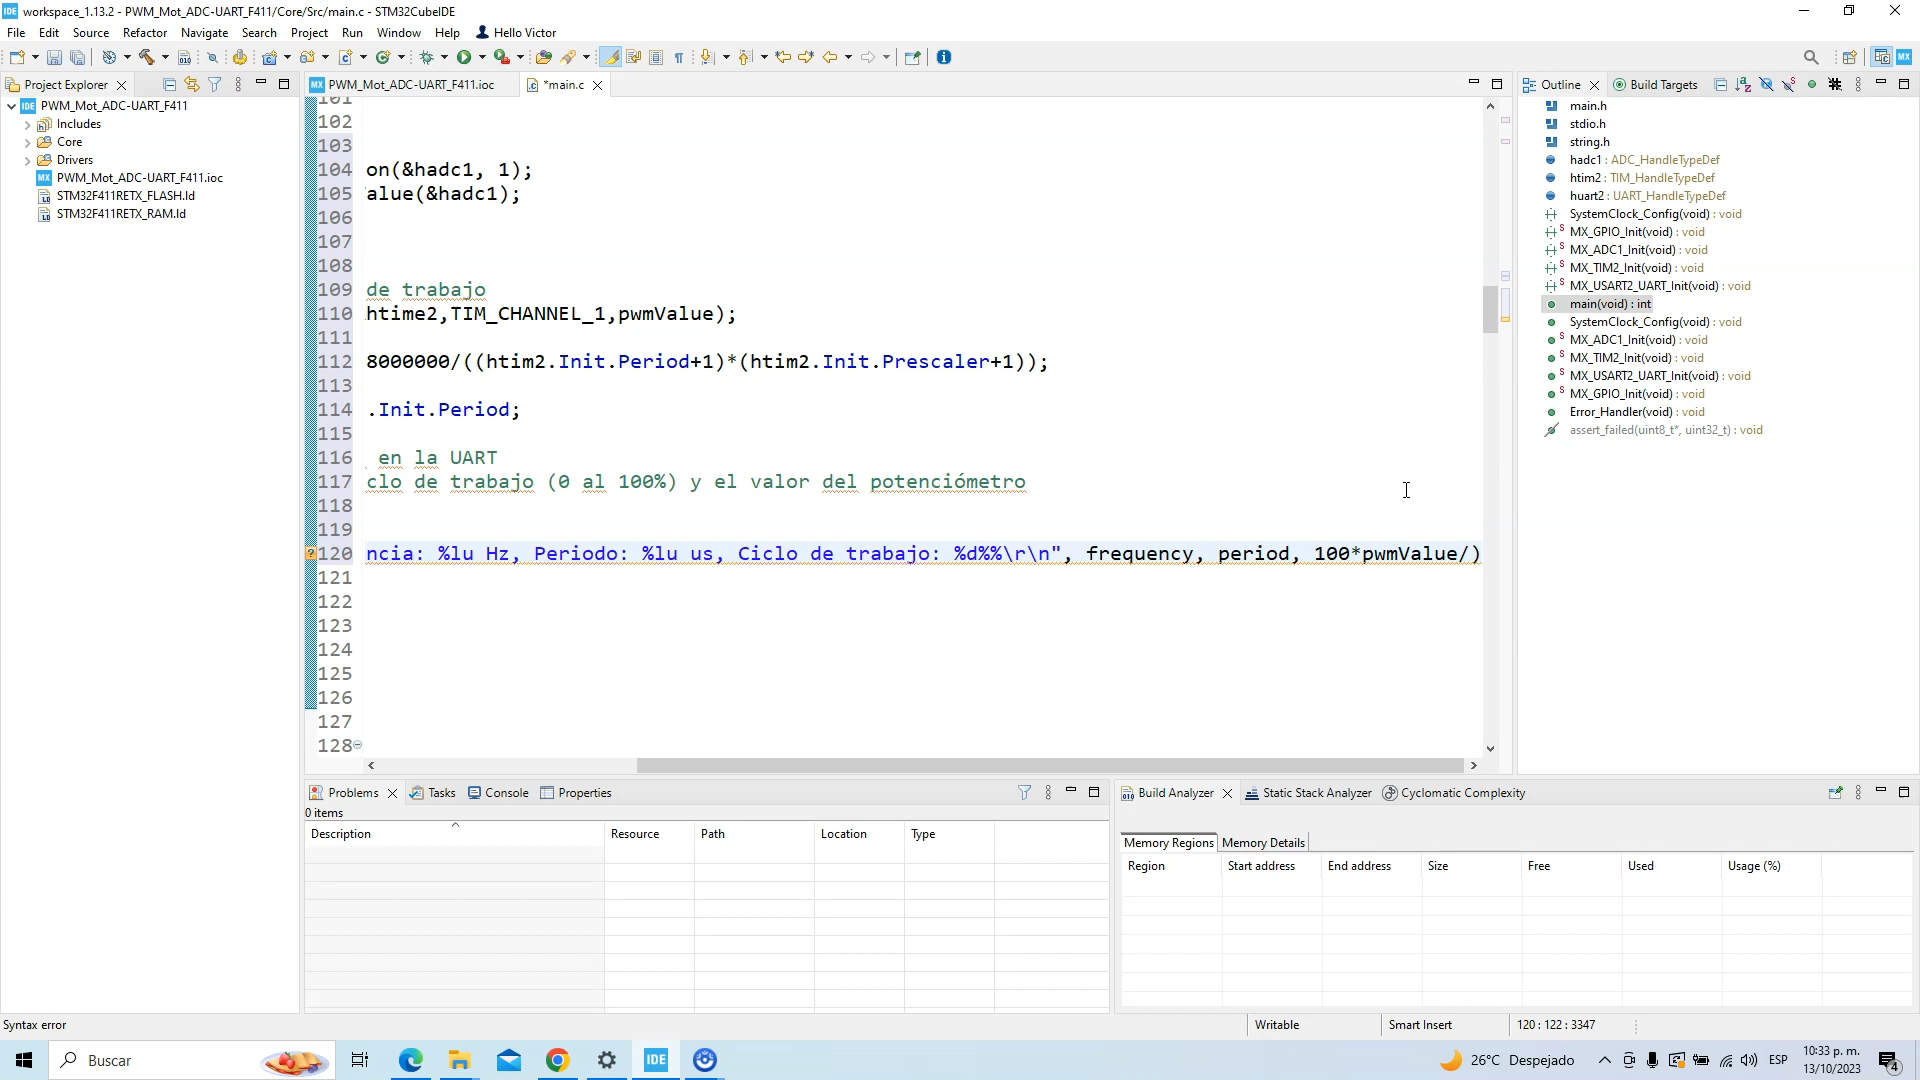 workspace_1.13.2 - PWM_Mot_ADC-UART_F411/Core/Src/main.c - STM32CubeIDE
File Edit Source Refactor Navigate Search Project Run Window Help Hello Victor
Project Explorer
PWM_Mot_ADC-UART_F411
Includes
Core
Drivers
PWM_Mot_ADC-UART_F411.ioc
STM32F411RETX_FLASH.ld
STM32F411RETX_RAM.ld
PWM_Mot_ADC-UART_F411.ioc
*main.c
101
102
103
104 on(&hadc1, 1);
105 alue(&hadc1);
106
107
108
109 de trabajo
110 htime2,TIM_CHANNEL_1,pwmValue);
111
112 8000000/((htim2.Init.Period+1)*(htim2.Init.Prescaler+1));
113
114 .Init.Period;
115
116 en la UART
117 clo de trabajo (0 al 100%) y el valor del potenciómetro
118
119
120 ncia: %lu Hz, Periodo: %lu us, Ciclo de trabajo: %d%%\r\n", frequency, period, 100*pwmValue/)
121
122
123
124
125
126
127
128
Outline
Build Targets
main.h
stdio.h
string.h
hadc1 : ADC_HandleTypeDef
htim2 : TIM_HandleTypeDef
huart2 : UART_HandleTypeDef
SystemClock_Config(void) : void
MX_GPIO_Init(void) : void
MX_ADC1_Init(void) : void
MX_TIM2_Init(void) : void
MX_USART2_UART_Init(void) : void
main(void) : int
SystemClock_Config(void) : void
MX_ADC1_Init(void) : void
MX_TIM2_Init(void) : void
MX_USART2_UART_Init(void) : void
MX_GPIO_Init(void) : void
Error_Handler(void) : void
assert_failed(uint8_t*, uint32_t) : void
Problems Tasks Console Properties
0 items
Description Resource Path Location Type
Build Analyzer Static Stack Analyzer Cyclomatic Complexity
Memory Regions Memory Details
Region Start address End address Size Free Used Usage (%)
Syntax error
Writable
Smart Insert
120 : 122 : 3347
Buscar
IDE
26°C Despejado
ESP
10:33 p. m.
13/10/2023
4